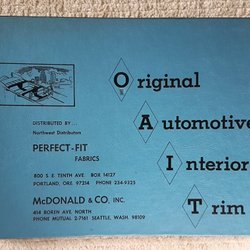 Original
Automotive
Interior
Trim
DISTRIBUTED BY...
Northwest Distributors
PERFECT-FIT
FABRICS
800 S E TENTH AVE BOX 14127
PORTLAND, ORE. 97214 PHONE 234-9325
McDONALD & CO, INC.
414 BOREN AVE NORTH
PHONE MUTUAL 2-7161 SEATTLE, WASH. 98109